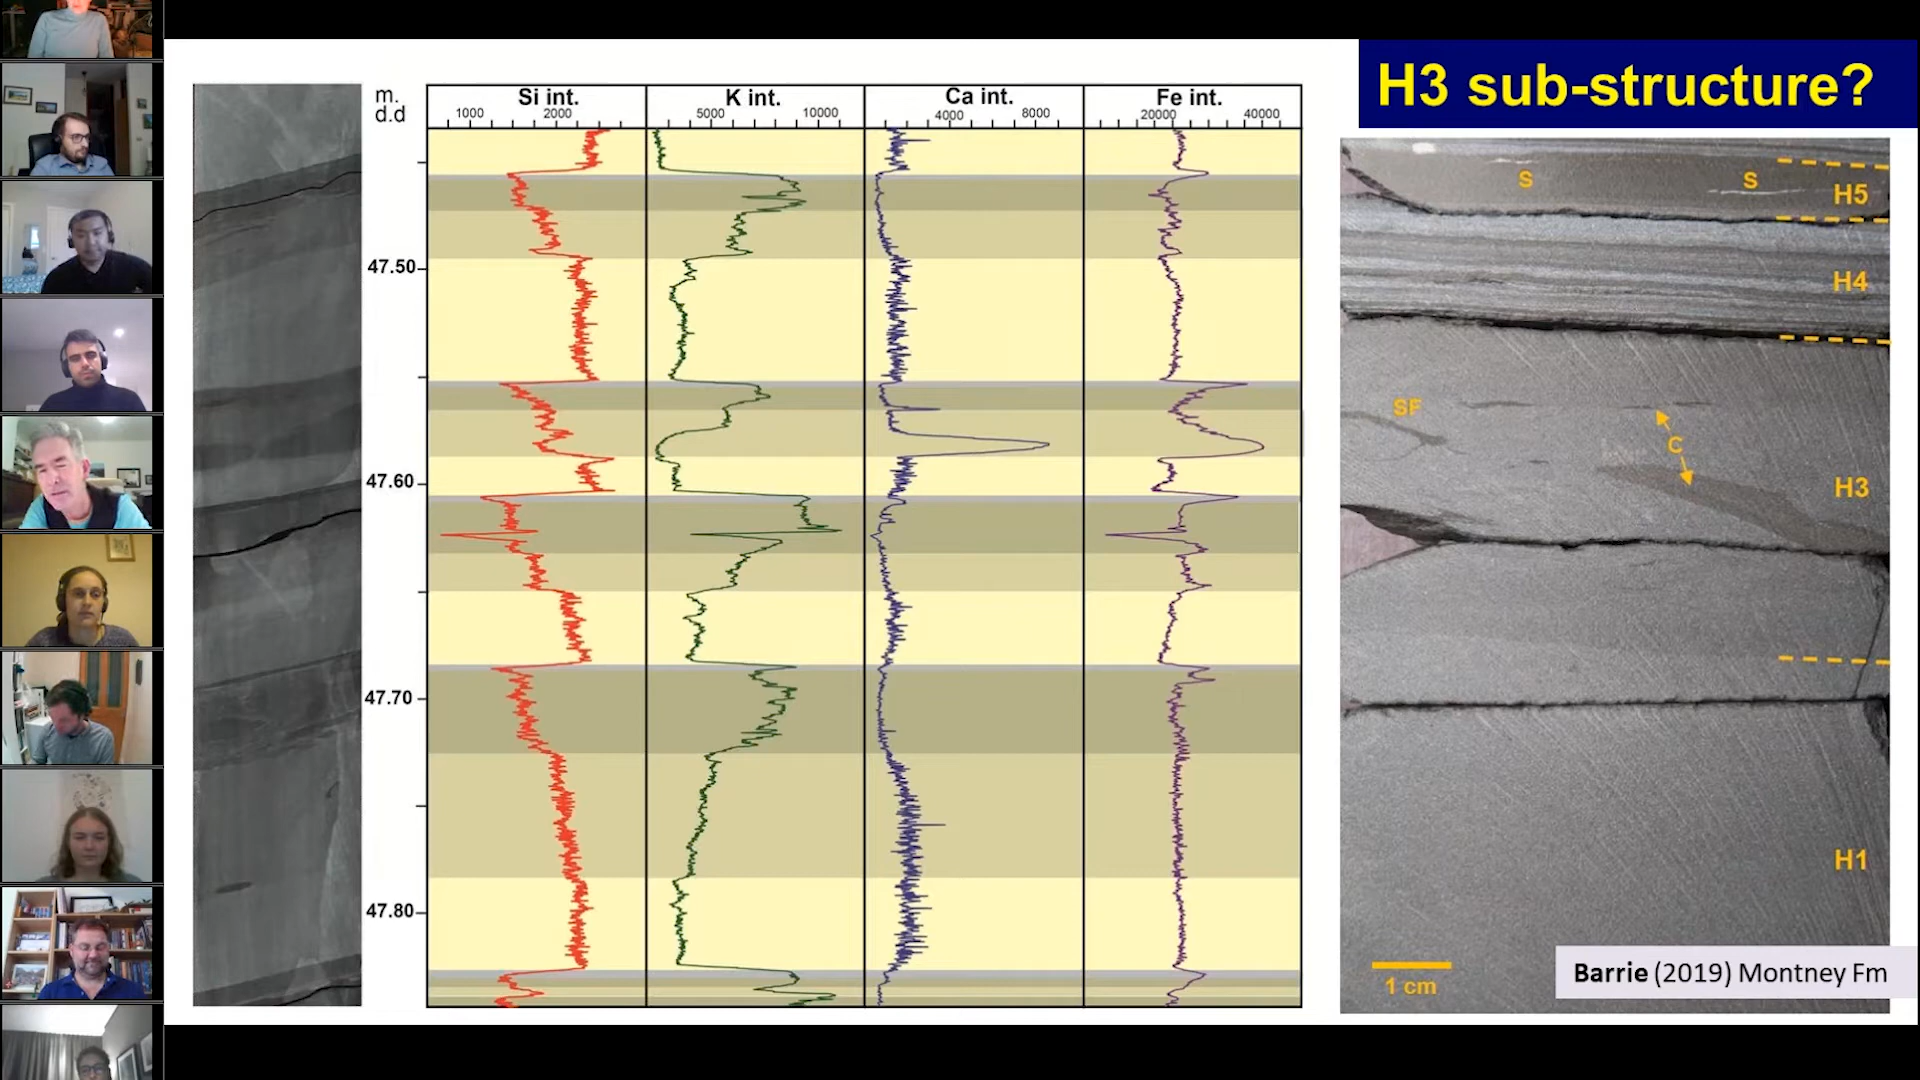 H3 sub-structure?
m.
d.d
Si int.
1000 2000
K int.
5000 10000
Ca int.
4000 8000
Fe int.
20000 40000
47.50
47.60
47.70
47.80
S S H5
H4
SF
C
H3
H1
1 cm
Barrie (2019) Montney Fm